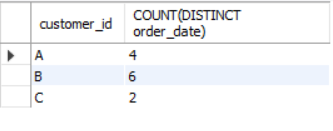 customer_id COUNT(DISTINCT
order_date)
A 4
B 6
C 2